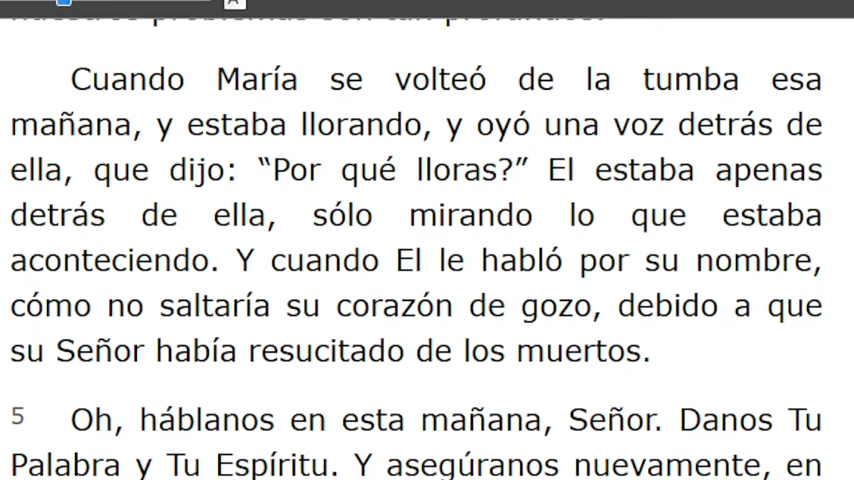 Cuando María se volteó de la tumba esa
mañana, y estaba llorando, y oyó una voz detrás de
ella, que dijo: “Por qué lloras?” El estaba apenas
detrás de ella, sólo mirando lo que estaba
aconteciendo. Y cuando El le habló por su nombre,
cómo no saltaría su corazón de gozo, debido a que
su Señor había resucitado de los muertos.
5 Oh, háblanos en esta mañana, Señor. Danos Tu
Palabra y Tu Espíritu. Y asegúranos nuevamente, en